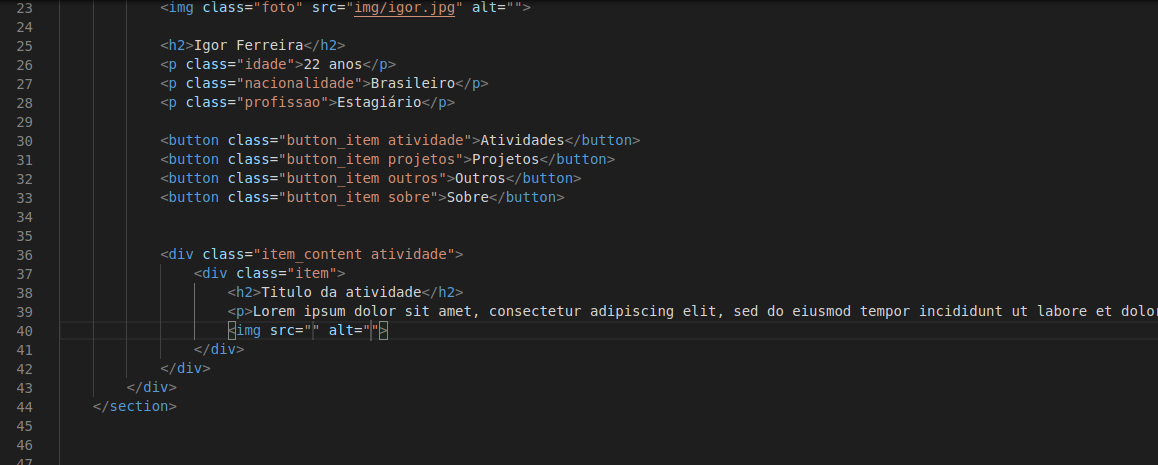 23 <img class="foto" src="img/igor.jpg" alt="">
24
25 <h2>Igor Ferreira</h2>
26 <p class="idade">22 anos</p>
27 <p class="nacionalidade">Brasileiro</p>
28 <p class="profissao">Estagiário</p>
29
30 <button class="button_item atividade">Atividades</button>
31 <button class="button_item projetos">Projetos</button>
32 <button class="button_item outros">Outros</button>
33 <button class="button_item sobre">Sobre</button>
34
35
36 <div class="item_content atividade">
37 <div class="item">
38 <h2>Titulo da atividade</h2>
39 <p>Lorem ipsum dolor sit amet, consectetur adipiscing elit, sed do eiusmod tempor incididunt ut labore et dolor
40 <img src="" alt="">
41 </div>
42 </div>
43 </div>
44 </section>
45
46
47